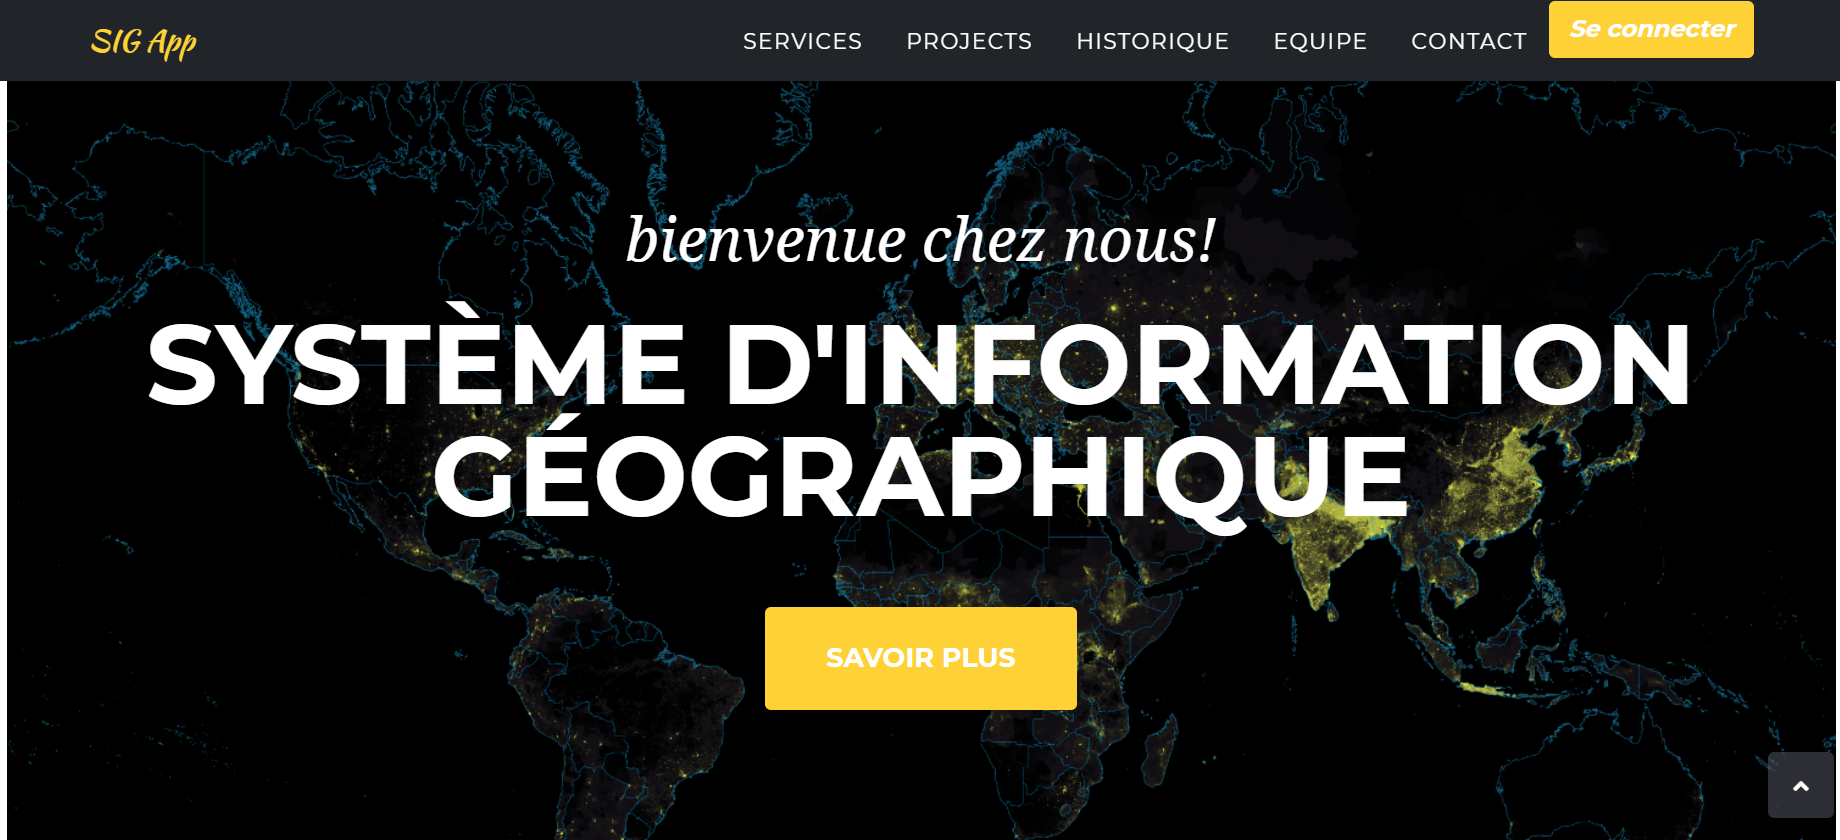 SIG App
SERVICES PROJECTS HISTORIQUE EQUIPE CONTACT Se connecter
bienvenue chez nous!
SYSTÈME D'INFORMATION
GÉOGRAPHIQUE
SAVOIR PLUS